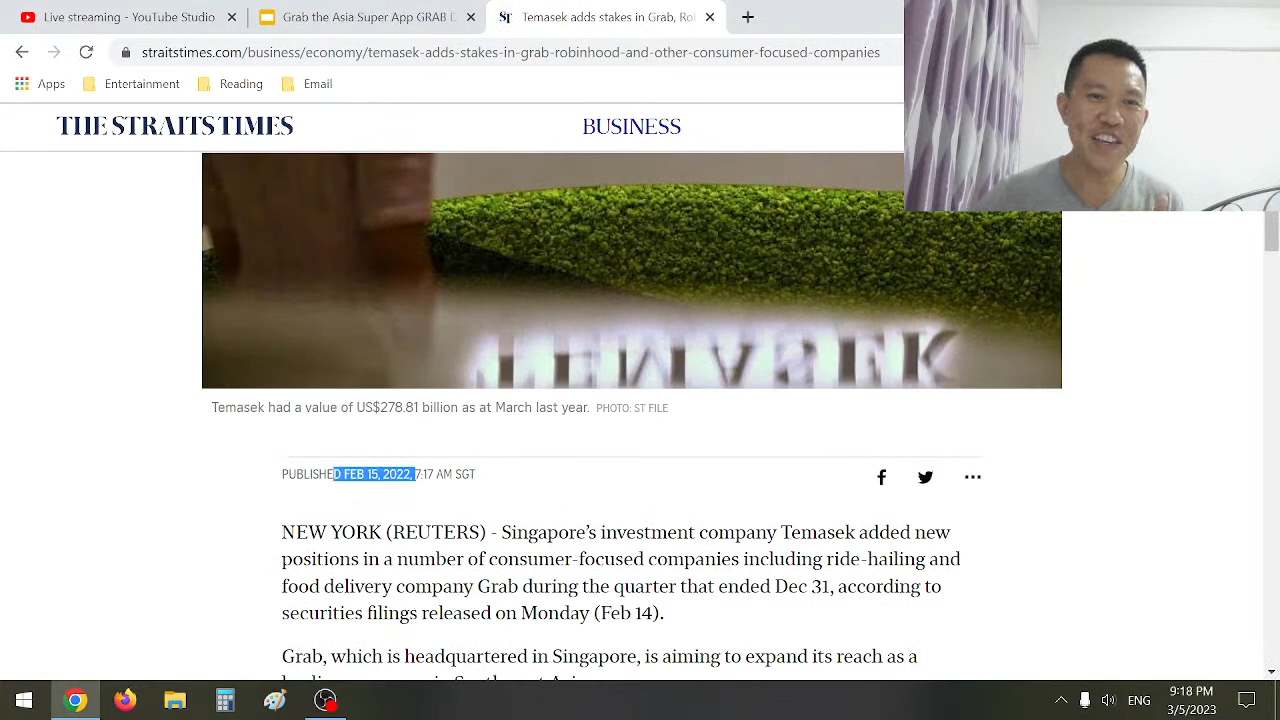 Live streaming - YouTube Studio
Grab the Asia Super App GRAB
Temasek adds stakes in Grab,
straitstimes.com/business/economy/temasek-adds-stakes-in-grab-robinhood-and-other-consumer-focused-companies
Apps Entertainment Reading Email
THE STRAITS TIMES
BUSINESS
TEMASEK
Temasek had a value of US$278.81 billion as at March last year. PHOTO: ST FILE
PUBLISHED FEB 15, 2022, 7:17 AM SGT
NEW YORK (REUTERS) - Singapore's investment company Temasek added new
positions in a number of consumer-focused companies including ride-hailing and
food delivery company Grab during the quarter that ended Dec 31, according to
securities filings released on Monday (Feb 14).
Grab, which is headquartered in Singapore, is aiming to expand its reach as a
ENG
9:18 PM
3/5/2023